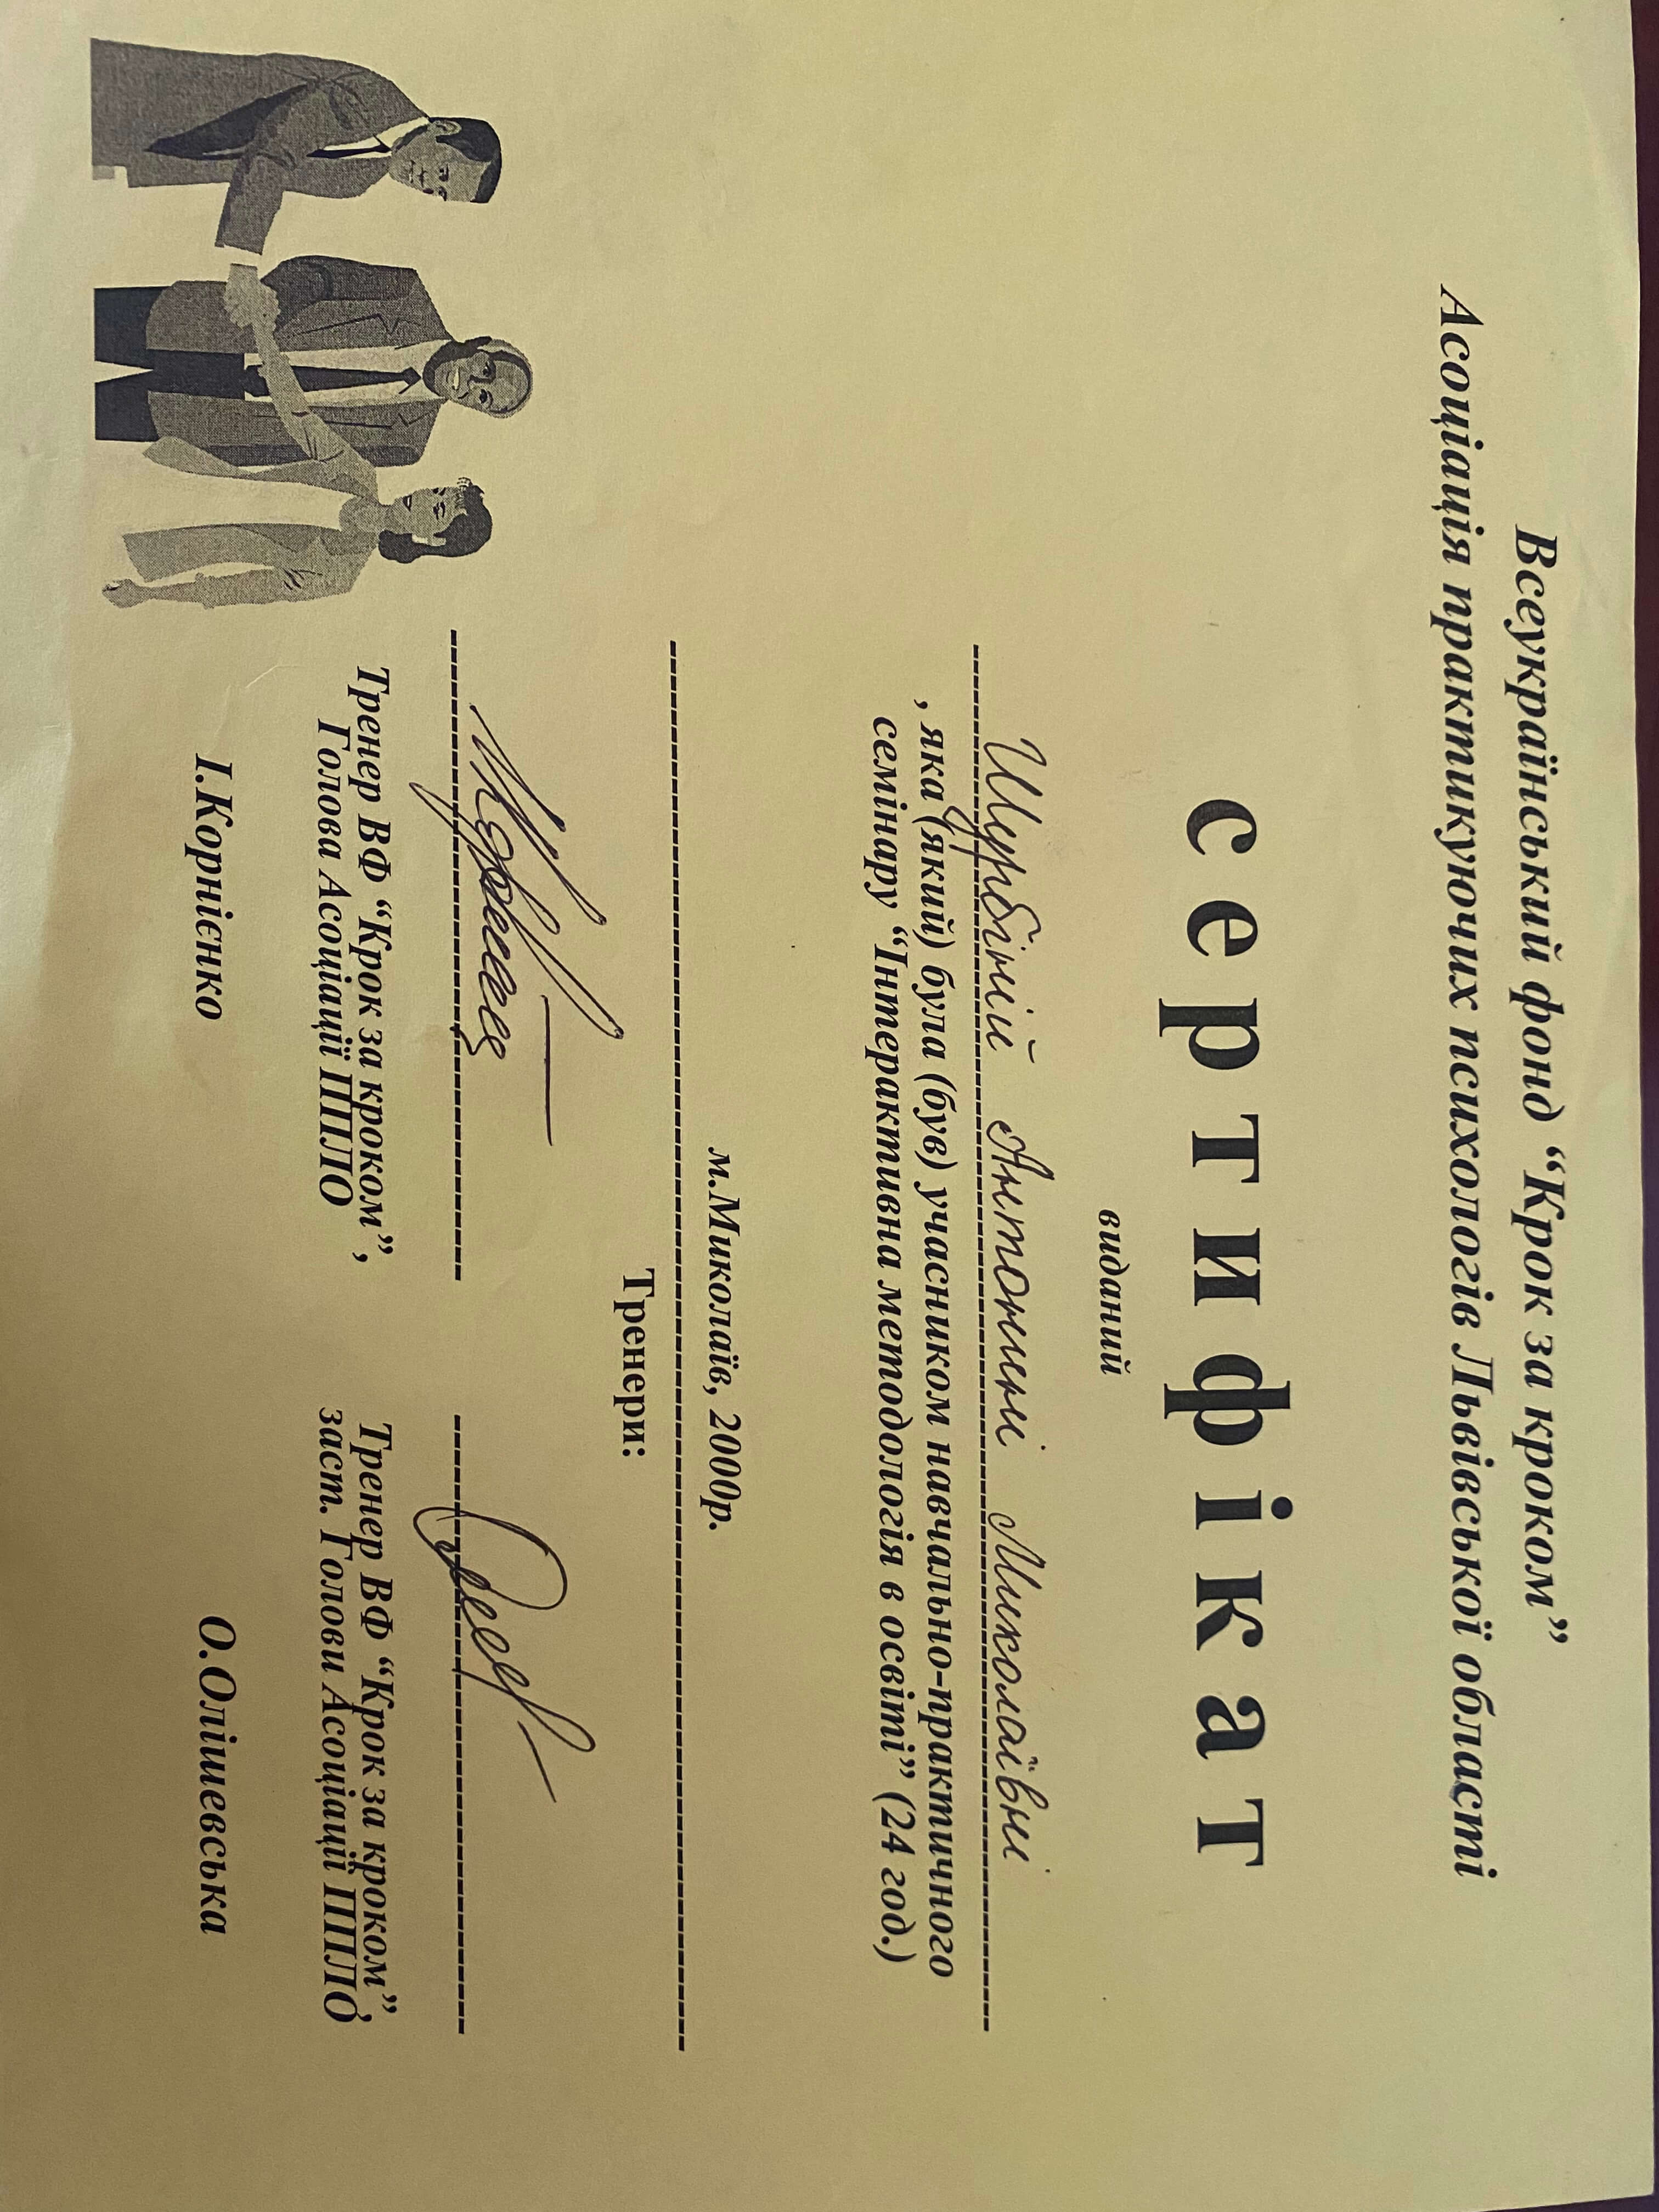 Всеукраїнський фонд “Крок за кроком”
Асоціація практикуючих психологів Львівської області
сертифікат
виданий
Щурбіній Антоніні Миколаївні
, яка (який) була (був) учасником навчально-практичного
семінару “Інтерактивна методологія в освіті” (24 год.)
м.Миколаїв, 2000р.
Тренери:
Тренер ВФ “Крок за кроком”,
Голова Асоціації ППЛО
І.Корнієнко
Тренер ВФ “Крок за кроком”
заст. Голови Асоціації ППЛО
О.Олішевська